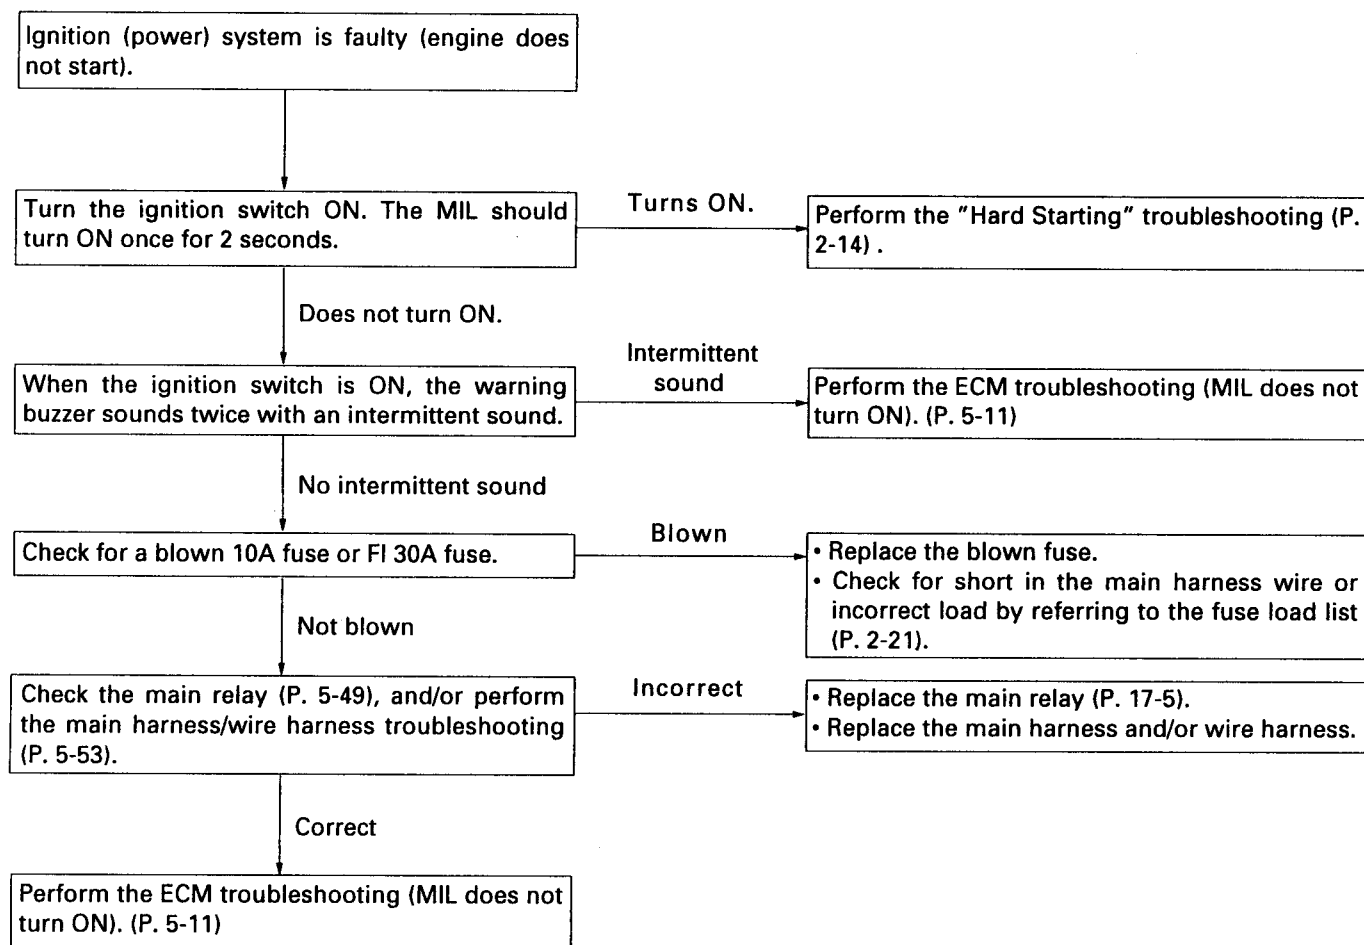 Ignition (power) system is faulty (engine does
not start).
Turn the ignition switch ON. The MIL should
turn ON once for 2 seconds.
Turns ON.
Perform the "Hard Starting" troubleshooting (P.
2-14) .
Does not turn ON.
When the ignition switch is ON, the warning
buzzer sounds twice with an intermittent sound.
Intermittent
sound
Perform the ECM troubleshooting (MIL does not
turn ON). (P. 5-11)
No intermittent sound
Check for a blown 10A fuse or FI 30A fuse.
Blown
• Replace the blown fuse.
• Check for short in the main harness wire or
incorrect load by referring to the fuse load list
(P. 2-21).
Not blown
Check the main relay (P. 5-49), and/or perform
the main harness/wire harness troubleshooting
(P. 5-53).
Incorrect
• Replace the main relay (P. 17-5).
• Replace the main harness and/or wire harness.
Correct
Perform the ECM troubleshooting (MIL does not
turn ON). (P. 5-11)